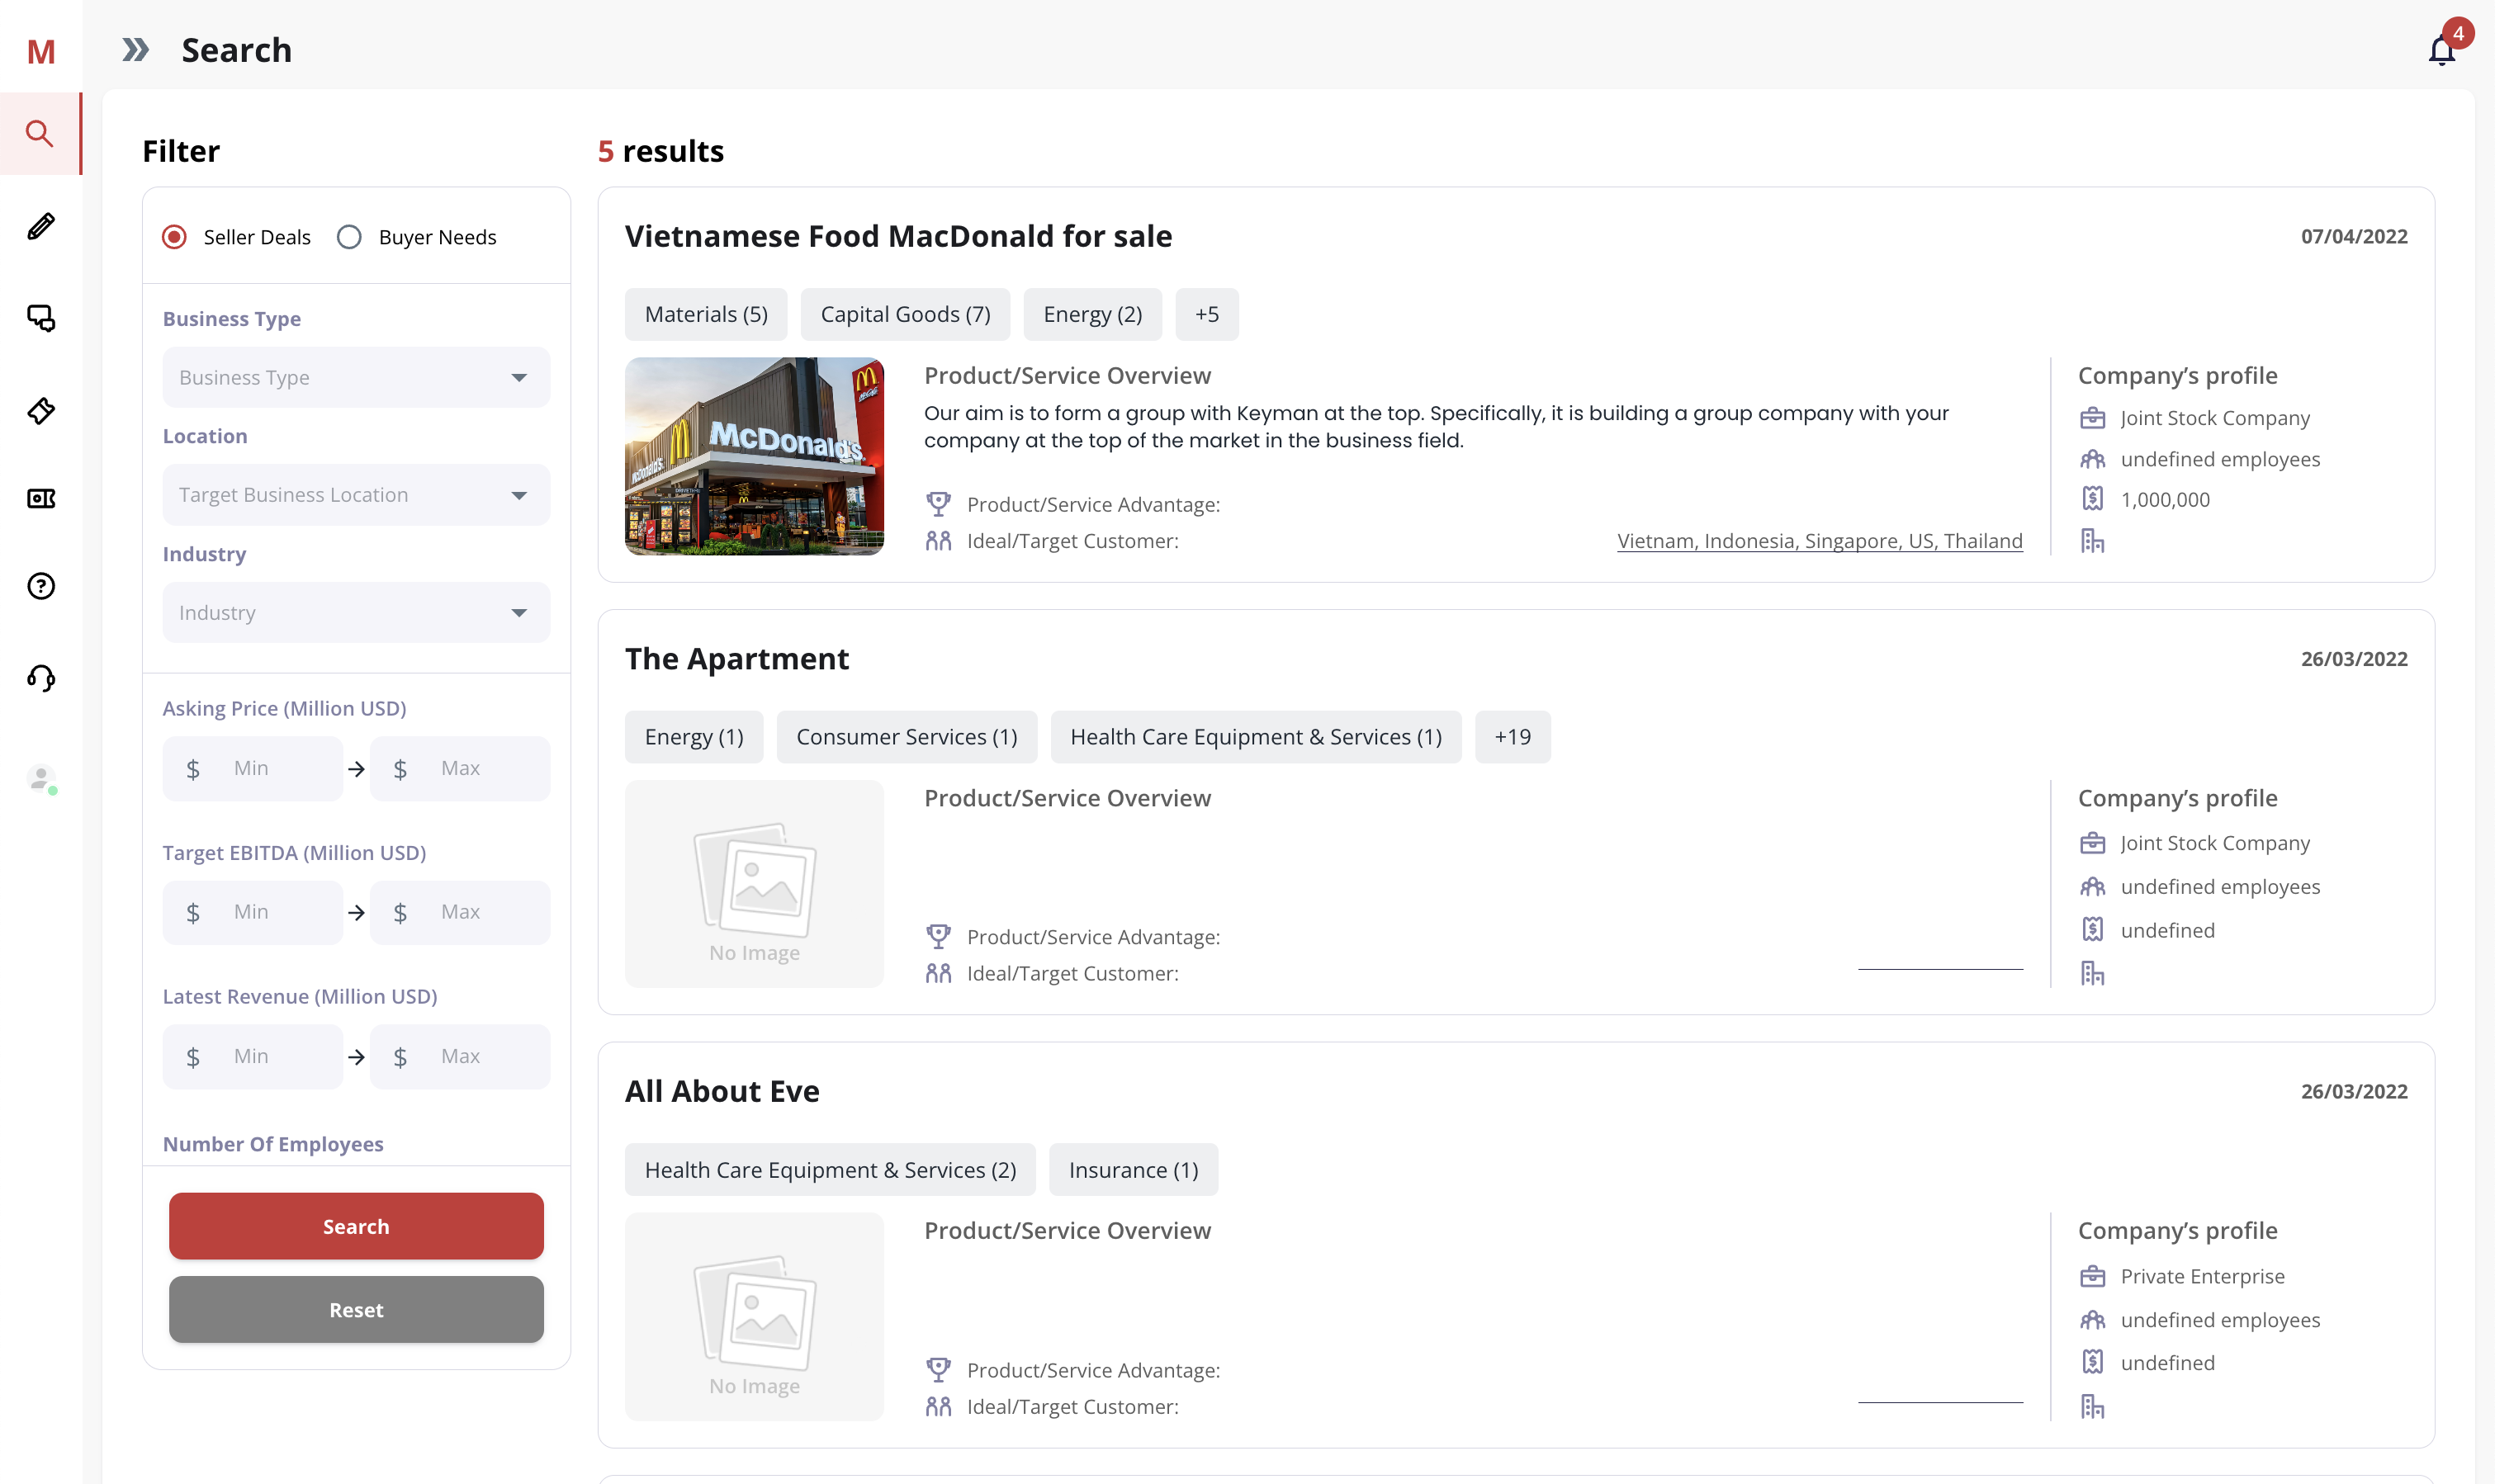 M
Search
4
Filter
5 results
Seller Deals
Buyer Needs
Business Type
Business Type
Location
Target Business Location
Industry
Industry
Asking Price (Million USD)
$ Min
$ Max
Target EBITDA (Million USD)
$ Min
$ Max
Latest Revenue (Million USD)
$ Min
$ Max
Number Of Employees
Search
Reset
Vietnamese Food MacDonald for sale
07/04/2022
Materials (5)
Capital Goods (7)
Energy (2)
+5
McDonald's
McDonald's
Product/Service Overview
Our aim is to form a group with Keyman at the top. Specifically, it is building a group company with your
company at the top of the market in the business field.
Product/Service Advantage:
Ideal/Target Customer:
Vietnam, Indonesia, Singapore, US, Thailand
Company’s profile
Joint Stock Company
undefined employees
1,000,000
The Apartment
26/03/2022
Energy (1)
Consumer Services (1)
Health Care Equipment & Services (1)
+19
No Image
Product/Service Overview
Product/Service Advantage:
Ideal/Target Customer:
Company’s profile
Joint Stock Company
undefined employees
undefined
All About Eve
26/03/2022
Health Care Equipment & Services (2)
Insurance (1)
No Image
Product/Service Overview
Product/Service Advantage:
Ideal/Target Customer:
Company’s profile
Private Enterprise
undefined employees
undefined